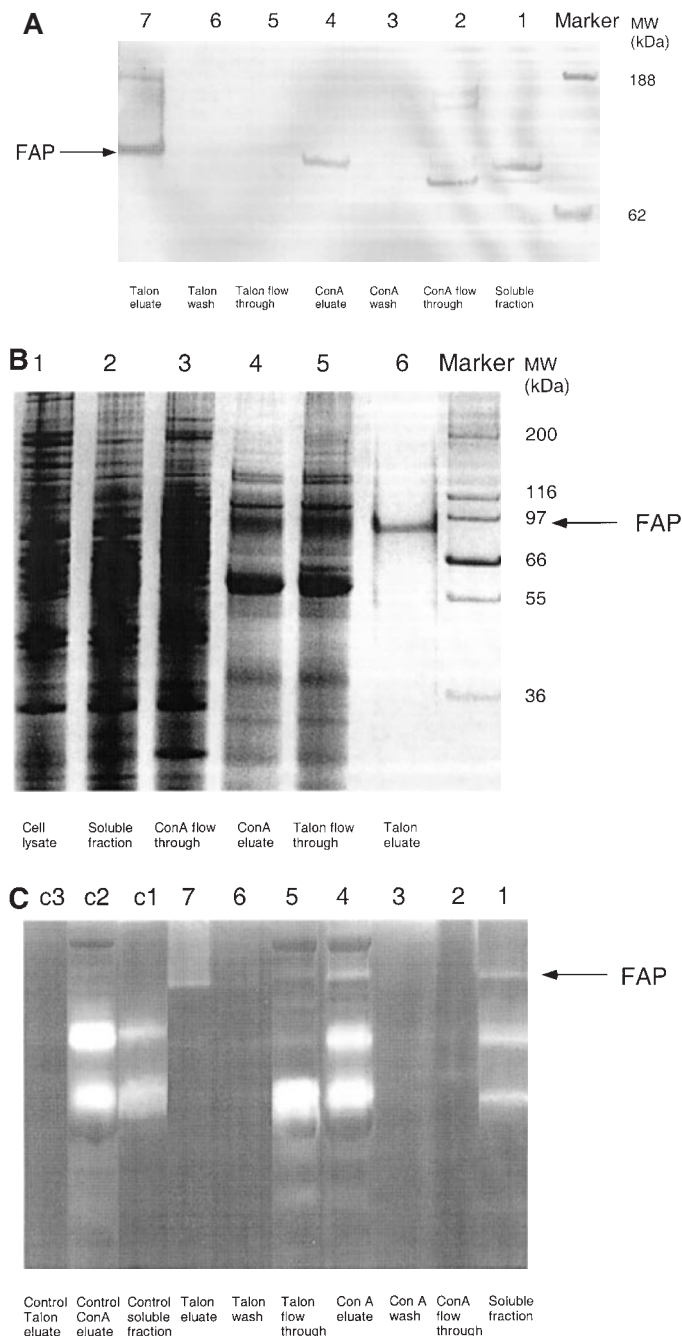 A
7 6 5 4 3 2 1 Marker MW (kDa)
188
FAP
62
Talon eluate
Talon wash
Talon flow through
ConA eluate
ConA wash
ConA flow through
Soluble fraction
B
1 2 3 4 5 6 Marker MW (kDa)
200
116
97
FAP
66
55
36
Cell lysate
Soluble fraction
ConA flow through
ConA eluate
Talon flow through
Talon eluate
C
c3 c2 c1 7 6 5 4 3 2 1
FAP
Control Talon eluate
Control ConA eluate
Control soluble fraction
Talon eluate
Talon wash
Talon flow through
Con A eluate
Con A wash
ConA flow through
Soluble fraction